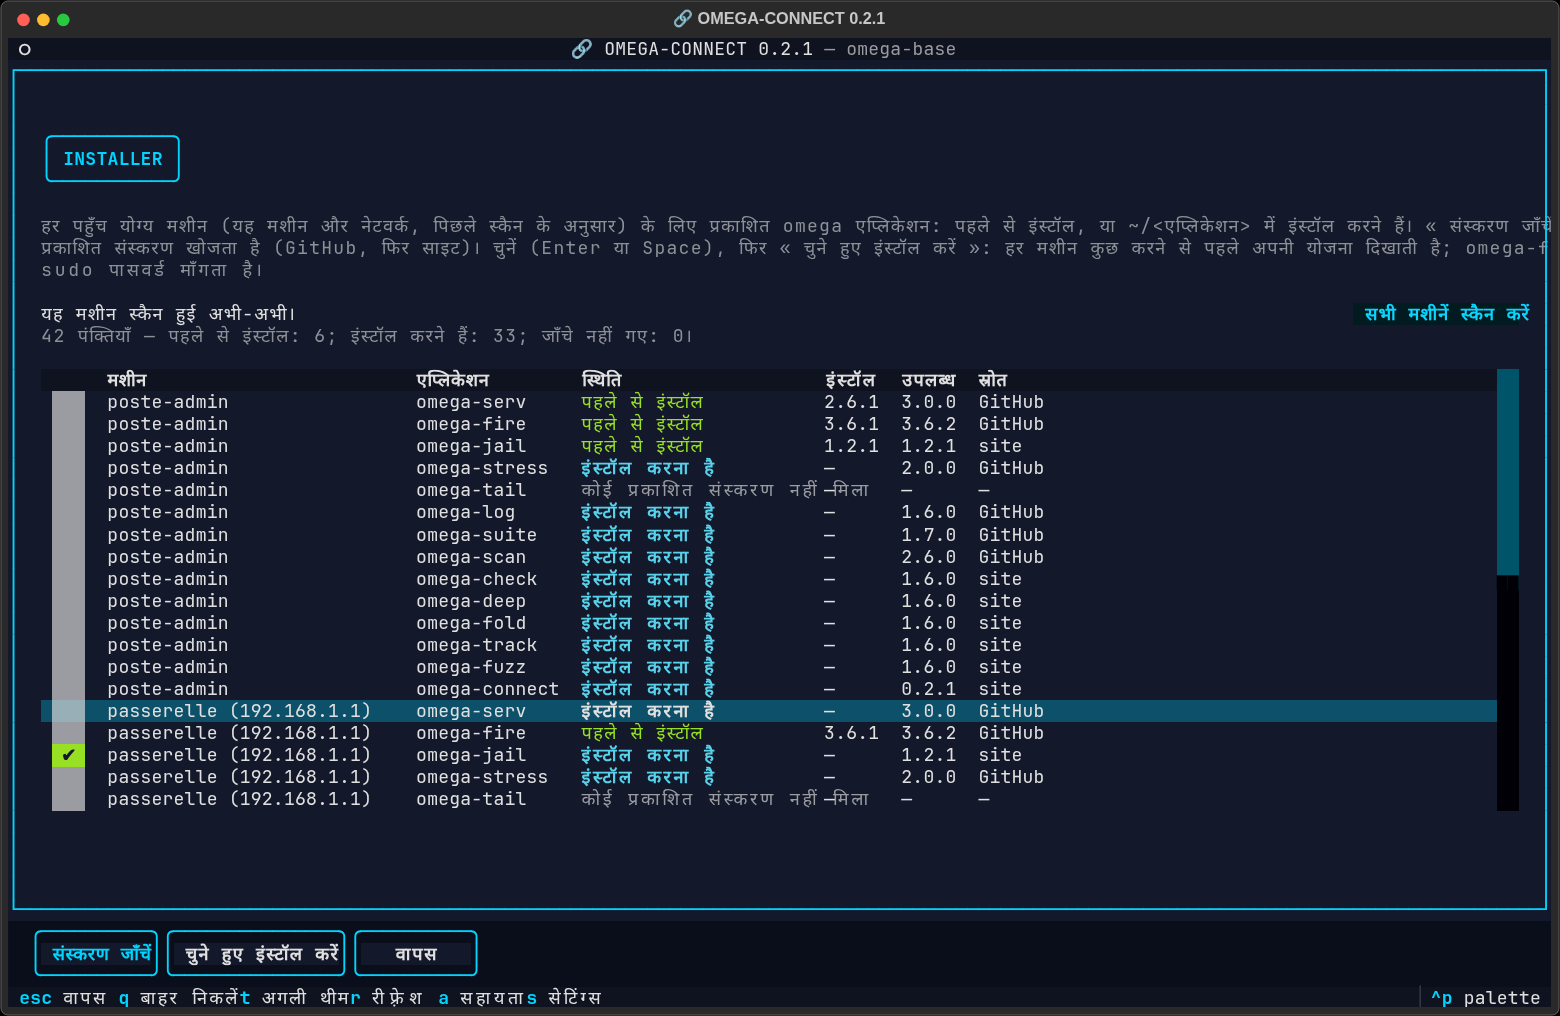 🔗 OMEGA-CONNECT 0.2.1
🔗 OMEGA-CONNECT 0.2.1 — omega-base
INSTALLER
हर पहुँच योग्य मशीन (यह मशीन और नेटवर्क, पिछले स्कैन के अनुसार) के लिए प्रकाशित omega एप्लिकेशन: पहले से इंस्टॉल, या ~/<एप्लिकेशन> में इंस्टॉल करने हैं। « संस्करण जाँचें
प्रकाशित संस्करण खोजता है (GitHub, फिर साइट)। चुनें (Enter या Space), फिर « चुने हुए इंस्टॉल करें »: हर मशीन कुछ करने से पहले अपनी योजना दिखाती है; omega-f
sudo पासवर्ड माँगता है।
यह मशीन स्कैन हुई अभी-अभी। सभी मशीनें स्कैन करें
42 पंक्तियाँ — पहले से इंस्टॉल: 6; इंस्टॉल करने हैं: 33; जाँचे नहीं गए: 0।
मशीन एप्लिकेशन स्थिति इंस्टॉल उपलब्ध स्रोत
poste-admin omega-serv पहले से इंस्टॉल 2.6.1 3.0.0 GitHub
poste-admin omega-fire पहले से इंस्टॉल 3.6.1 3.6.2 GitHub
poste-admin omega-jail पहले से इंस्टॉल 1.2.1 1.2.1 site
poste-admin omega-stress इंस्टॉल करना है — 2.0.0 GitHub
poste-admin omega-tail कोई प्रकाशित संस्करण नहीं मिला — — —
poste-admin omega-log इंस्टॉल करना है — 1.6.0 GitHub
poste-admin omega-suite इंस्टॉल करना है — 1.7.0 GitHub
poste-admin omega-scan इंस्टॉल करना है — 2.6.0 GitHub
poste-admin omega-check इंस्टॉल करना है — 1.6.0 site
poste-admin omega-deep इंस्टॉल करना है — 1.6.0 site
poste-admin omega-fold इंस्टॉल करना है — 1.6.0 site
poste-admin omega-track इंस्टॉल करना है — 1.6.0 site
poste-admin omega-fuzz इंस्टॉल करना है — 1.6.0 site
poste-admin omega-connect इंस्टॉल करना है — 0.2.1 site
passerelle (192.168.1.1) omega-serv इंस्टॉल करना है — 3.0.0 GitHub
passerelle (192.168.1.1) omega-fire पहले से इंस्टॉल 3.6.1 3.6.2 GitHub
✔ passerelle (192.168.1.1) omega-jail इंस्टॉल करना है — 1.2.1 site
passerelle (192.168.1.1) omega-stress इंस्टॉल करना है — 2.0.0 GitHub
passerelle (192.168.1.1) omega-tail कोई प्रकाशित संस्करण नहीं मिला — — —
संस्करण जाँचें चुने हुए इंस्टॉल करें वापस
esc वापस q बाहर निकलें t अगली थीम r रीफ़्रेश a सहायता s सेटिंग्स ^p palette